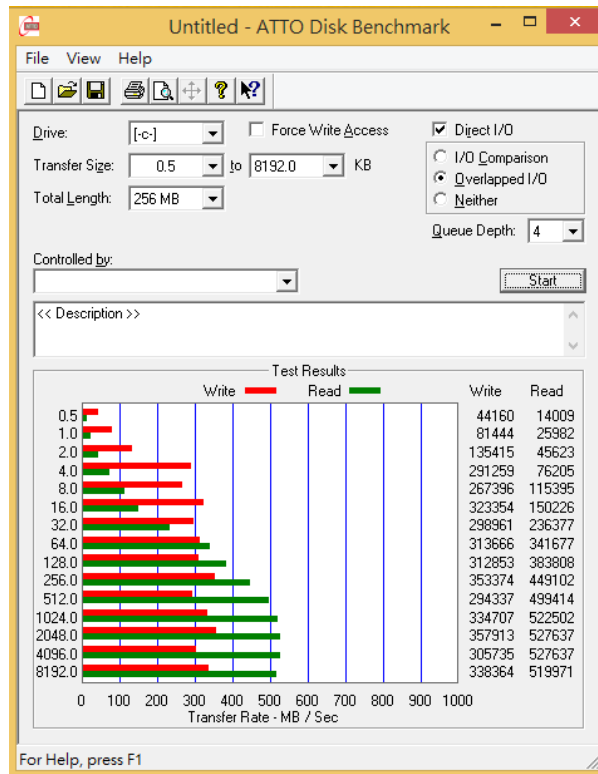 Untitled - ATTO Disk Benchmark
File View Help
Drive: [-c-] Force Write Access Direct I/O
Transfer Size: 0.5 to 8192.0 KB I/O Comparison
Overlapped I/O
Total Length: 256 MB Neither
Queue Depth: 4
Controlled by:
Start
<< Description >>
Test Results
Write Read Write Read
0.5 44160 14009
1.0 81444 25982
2.0 135415 45623
4.0 291259 76205
8.0 267396 115395
16.0 323354 150226
32.0 298961 236377
64.0 313666 341677
128.0 312853 383808
256.0 353374 449102
512.0 294337 499414
1024.0 334707 522502
2048.0 357913 527637
4096.0 305735 527637
8192.0 338364 519971
0 100 200 300 400 500 600 700 800 900 1000
Transfer Rate - MB / Sec
For Help, press F1